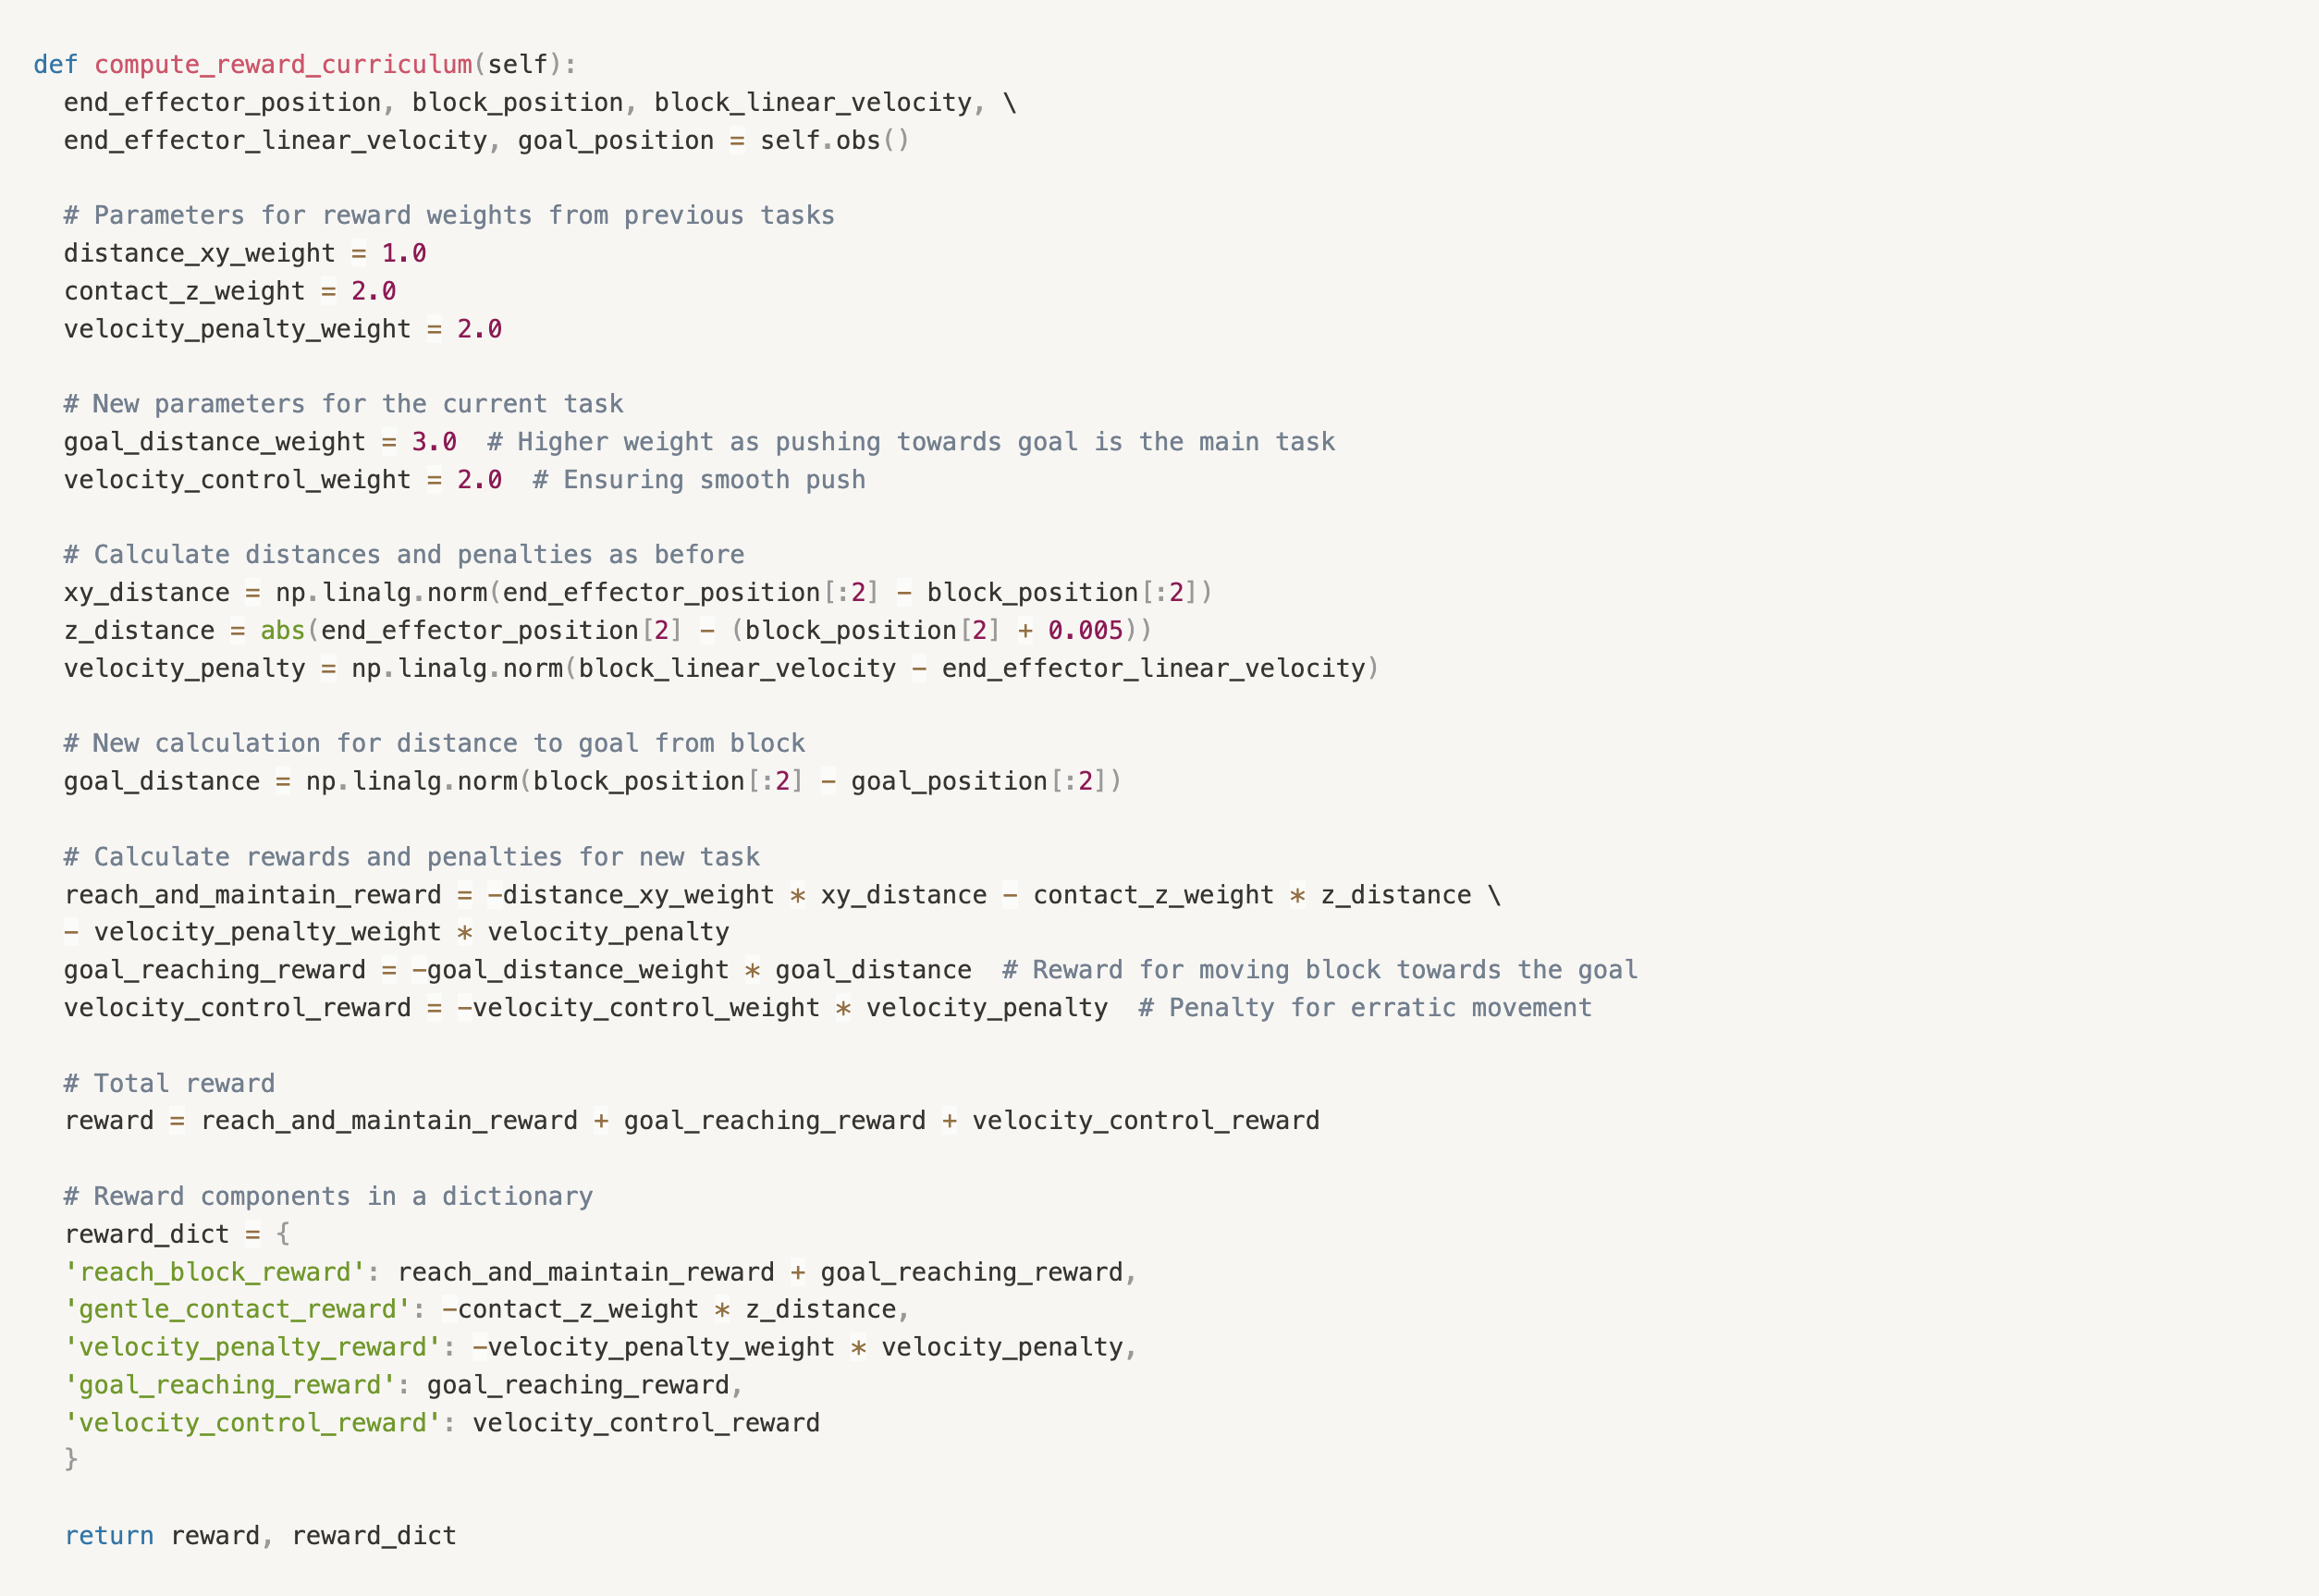 def compute_reward_curriculum(self):
  end_effector_position, block_position, block_linear_velocity, \
  end_effector_linear_velocity, goal_position = self.obs()

  # Parameters for reward weights from previous tasks
  distance_xy_weight = 1.0
  contact_z_weight = 2.0
  velocity_penalty_weight = 2.0

  # New parameters for the current task
  goal_distance_weight = 3.0  # Higher weight as pushing towards goal is the main task
  velocity_control_weight = 2.0  # Ensuring smooth push

  # Calculate distances and penalties as before
  xy_distance = np.linalg.norm(end_effector_position[:2] - block_position[:2])
  z_distance = abs(end_effector_position[2] - (block_position[2] + 0.005))
  velocity_penalty = np.linalg.norm(block_linear_velocity - end_effector_linear_velocity)

  # New calculation for distance to goal from block
  goal_distance = np.linalg.norm(block_position[:2] - goal_position[:2])

  # Calculate rewards and penalties for new task
  reach_and_maintain_reward = -distance_xy_weight * xy_distance - contact_z_weight * z_distance \
  - velocity_penalty_weight * velocity_penalty
  goal_reaching_reward = -goal_distance_weight * goal_distance  # Reward for moving block towards the goal
  velocity_control_reward = -velocity_control_weight * velocity_penalty  # Penalty for erratic movement

  # Total reward
  reward = reach_and_maintain_reward + goal_reaching_reward + velocity_control_reward

  # Reward components in a dictionary
  reward_dict = {
  'reach_block_reward': reach_and_maintain_reward + goal_reaching_reward,
  'gentle_contact_reward': -contact_z_weight * z_distance,
  'velocity_penalty_reward': -velocity_penalty_weight * velocity_penalty,
  'goal_reaching_reward': goal_reaching_reward,
  'velocity_control_reward': velocity_control_reward
  }

  return reward, reward_dict